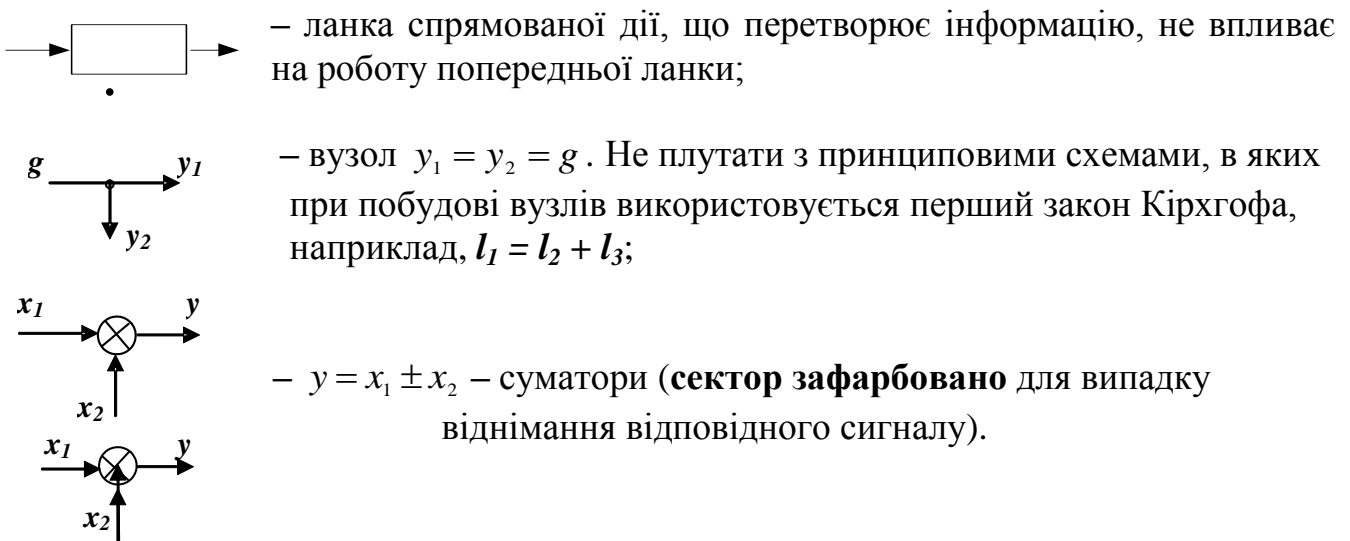 – ланка спрямованої дії, що перетворює інформацію, не впливає
на роботу попередньої ланки;
g y₁
y₂
– вузол y₁ = y₂ = g . Не плутати з принциповими схемами, в яких
при побудові вузлів використовується перший закон Кірхгофа,
наприклад, l₁ = l₂ + l₃;
x₁ y
x₂
– y = x₁ ± x₂ – суматори (сектор зафарбовано для випадку
віднімання відповідного сигналу).
x₁ y
x₂